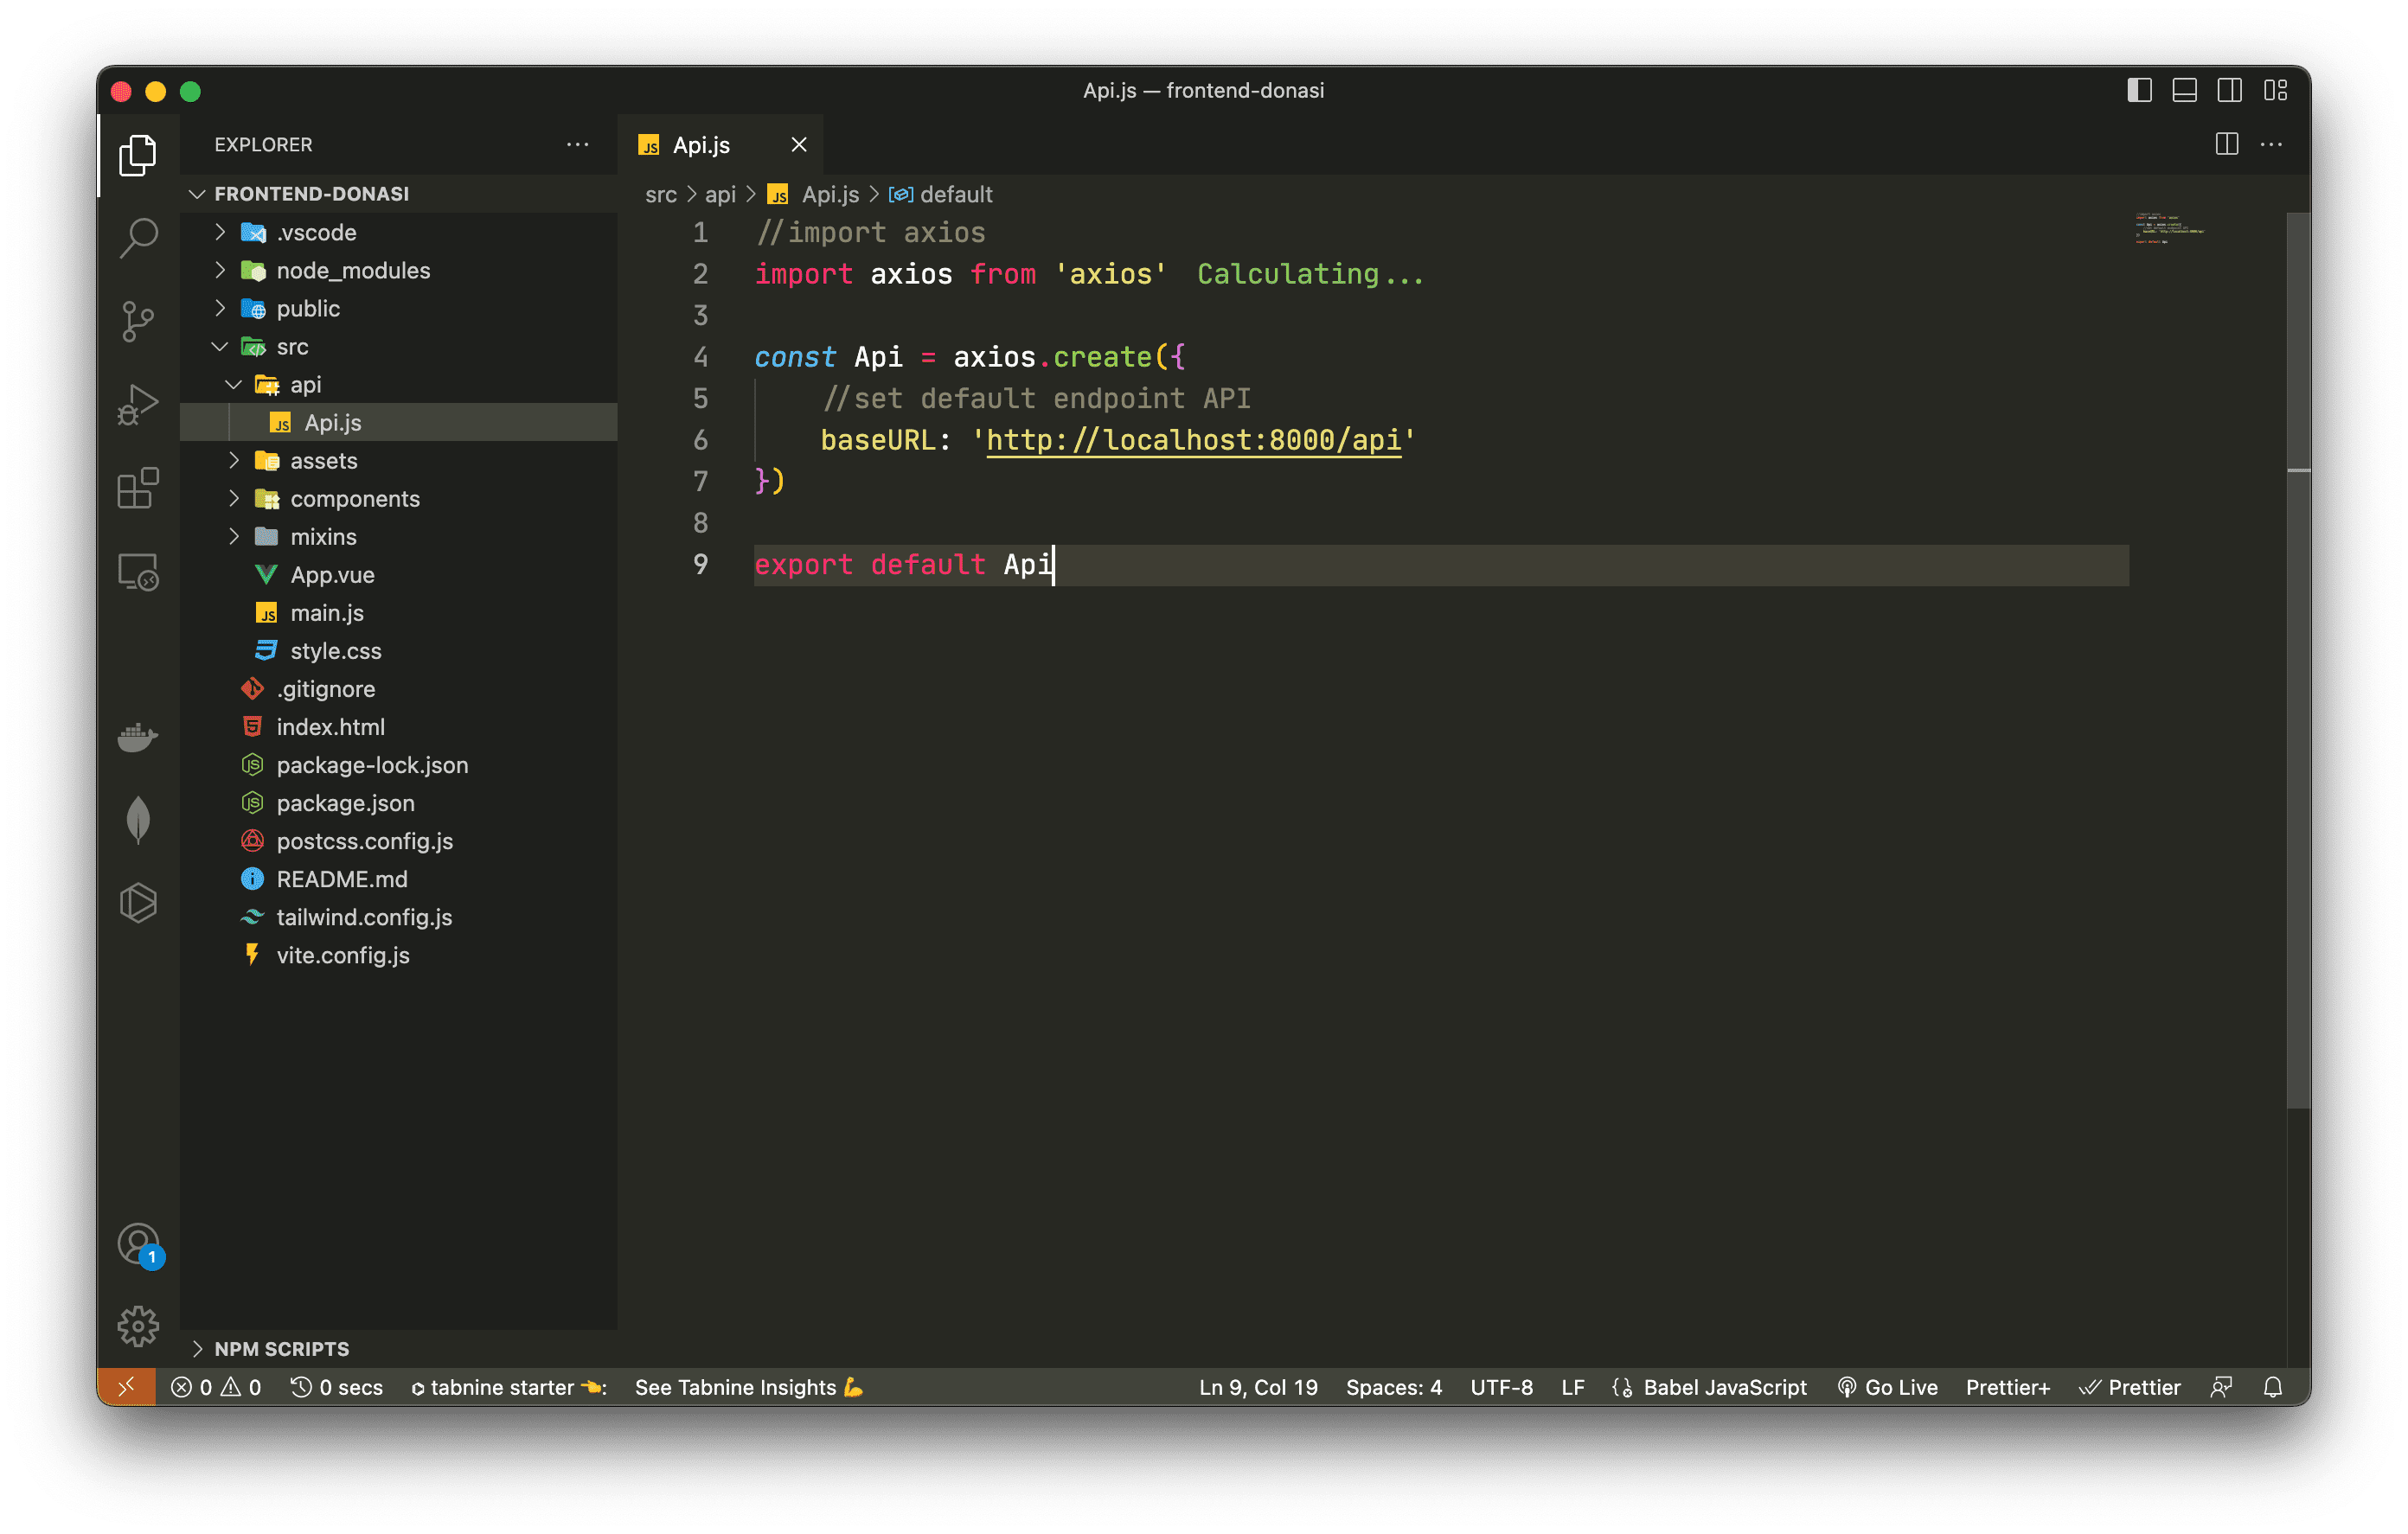 Api.js — frontend-donasi
EXPLORER
Api.js
FRONTEND-DONASI
src > api > JS Api.js > default
.vscode
node_modules
public
src
api
JS Api.js
assets
components
mixins
App.vue
JS main.js
style.css
.gitignore
index.html
package-lock.json
package.json
postcss.config.js
README.md
tailwind.config.js
vite.config.js
NPM SCRIPTS
1 //import axios
2 import axios from 'axios' Calculating...
3
4 const Api = axios.create({
5 //set default endpoint API
6 baseURL: 'http://localhost:8000/api'
7 })
8
9 export default Api
1
0 0 0 secs tabnine starter 👈: See Tabnine Insights 💪 Ln 9, Col 19 Spaces: 4 UTF-8 LF Babel JavaScript Go Live Prettier+ Prettier